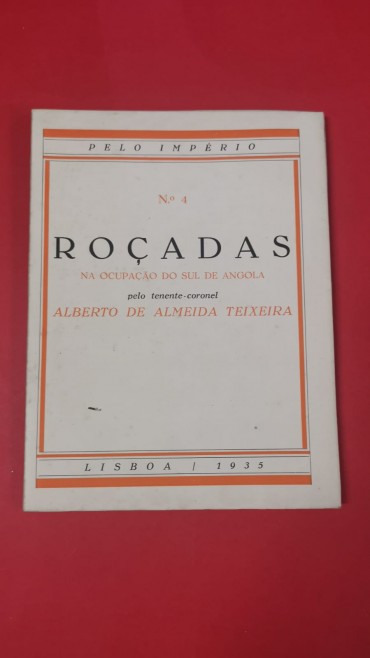 PELO IMPÉRIO
N.º 4
ROÇADAS
NA OCUPAÇÃO DO SUL DE ANGOLA
pelo tenente-coronel
ALBERTO DE ALMEIDA TEIXEIRA
LISBOA / 1935